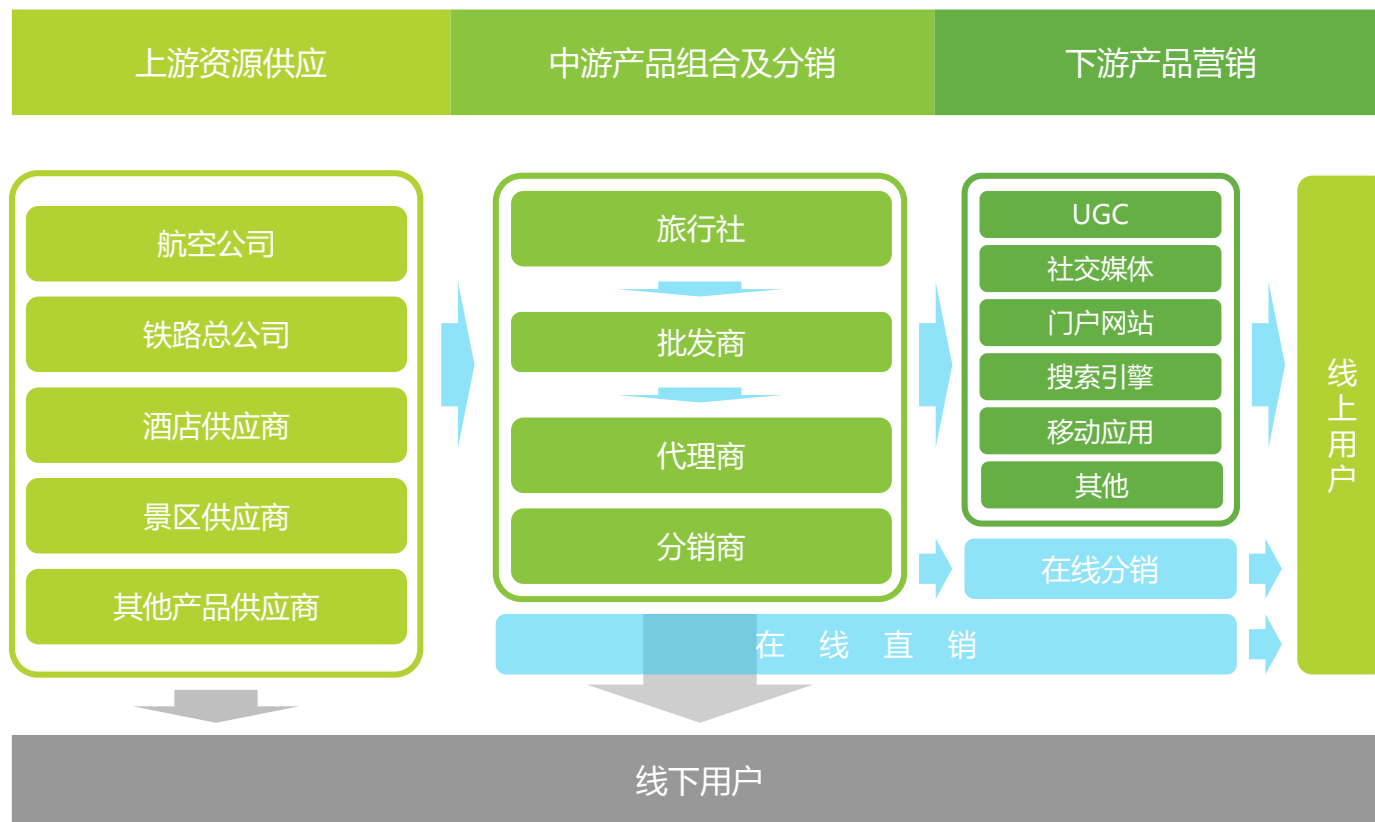 上游资源供应
中游产品组合及分销
下游产品营销
航空公司
铁路总公司
酒店供应商
景区供应商
其他产品供应商
旅行社
批发商
代理商
分销商
UGC
社交媒体
门户网站
搜索引擎
移动应用
其他
在线分销
在线直销
线上用户
线下用户